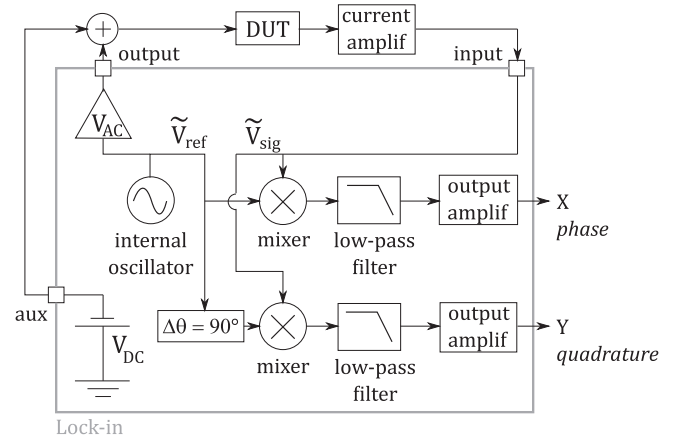 current
amplif
DUT
+
output
input
V_AC
Ṽ_ref
Ṽ_sig
internal
oscillator
mixer
low-pass
filter
output
amplif
X
phase
aux
V_DC
Δθ = 90°
mixer
low-pass
filter
output
amplif
Y
quadrature
Lock-in